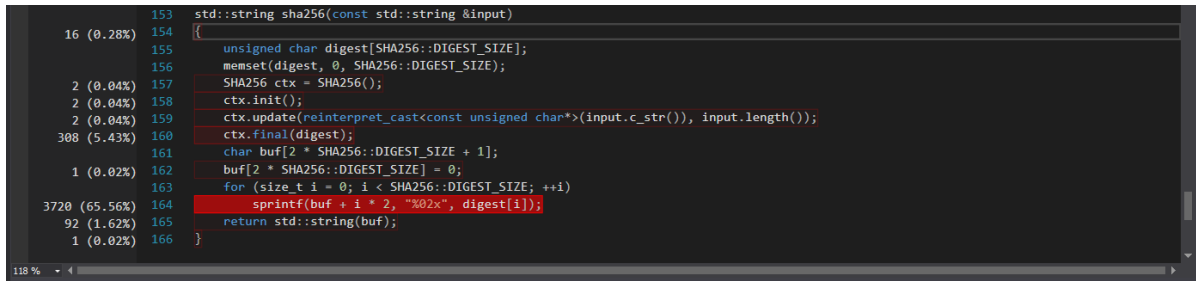 153 std::string sha256(const std::string &input)
16 (0.28%) 154 {
155 unsigned char digest[SHA256::DIGEST_SIZE];
156 memset(digest, 0, SHA256::DIGEST_SIZE);
2 (0.04%) 157 SHA256 ctx = SHA256();
2 (0.04%) 158 ctx.init();
2 (0.04%) 159 ctx.update(reinterpret_cast<const unsigned char*>(input.c_str()), input.length());
308 (5.43%) 160 ctx.final(digest);
161 char buf[2 * SHA256::DIGEST_SIZE + 1];
1 (0.02%) 162 buf[2 * SHA256::DIGEST_SIZE] = 0;
163 for (size_t i = 0; i < SHA256::DIGEST_SIZE; ++i)
3720 (65.56%) 164 sprintf(buf + i * 2, "%02x", digest[i]);
92 (1.62%) 165 return std::string(buf);
1 (0.02%) 166 }
118 %